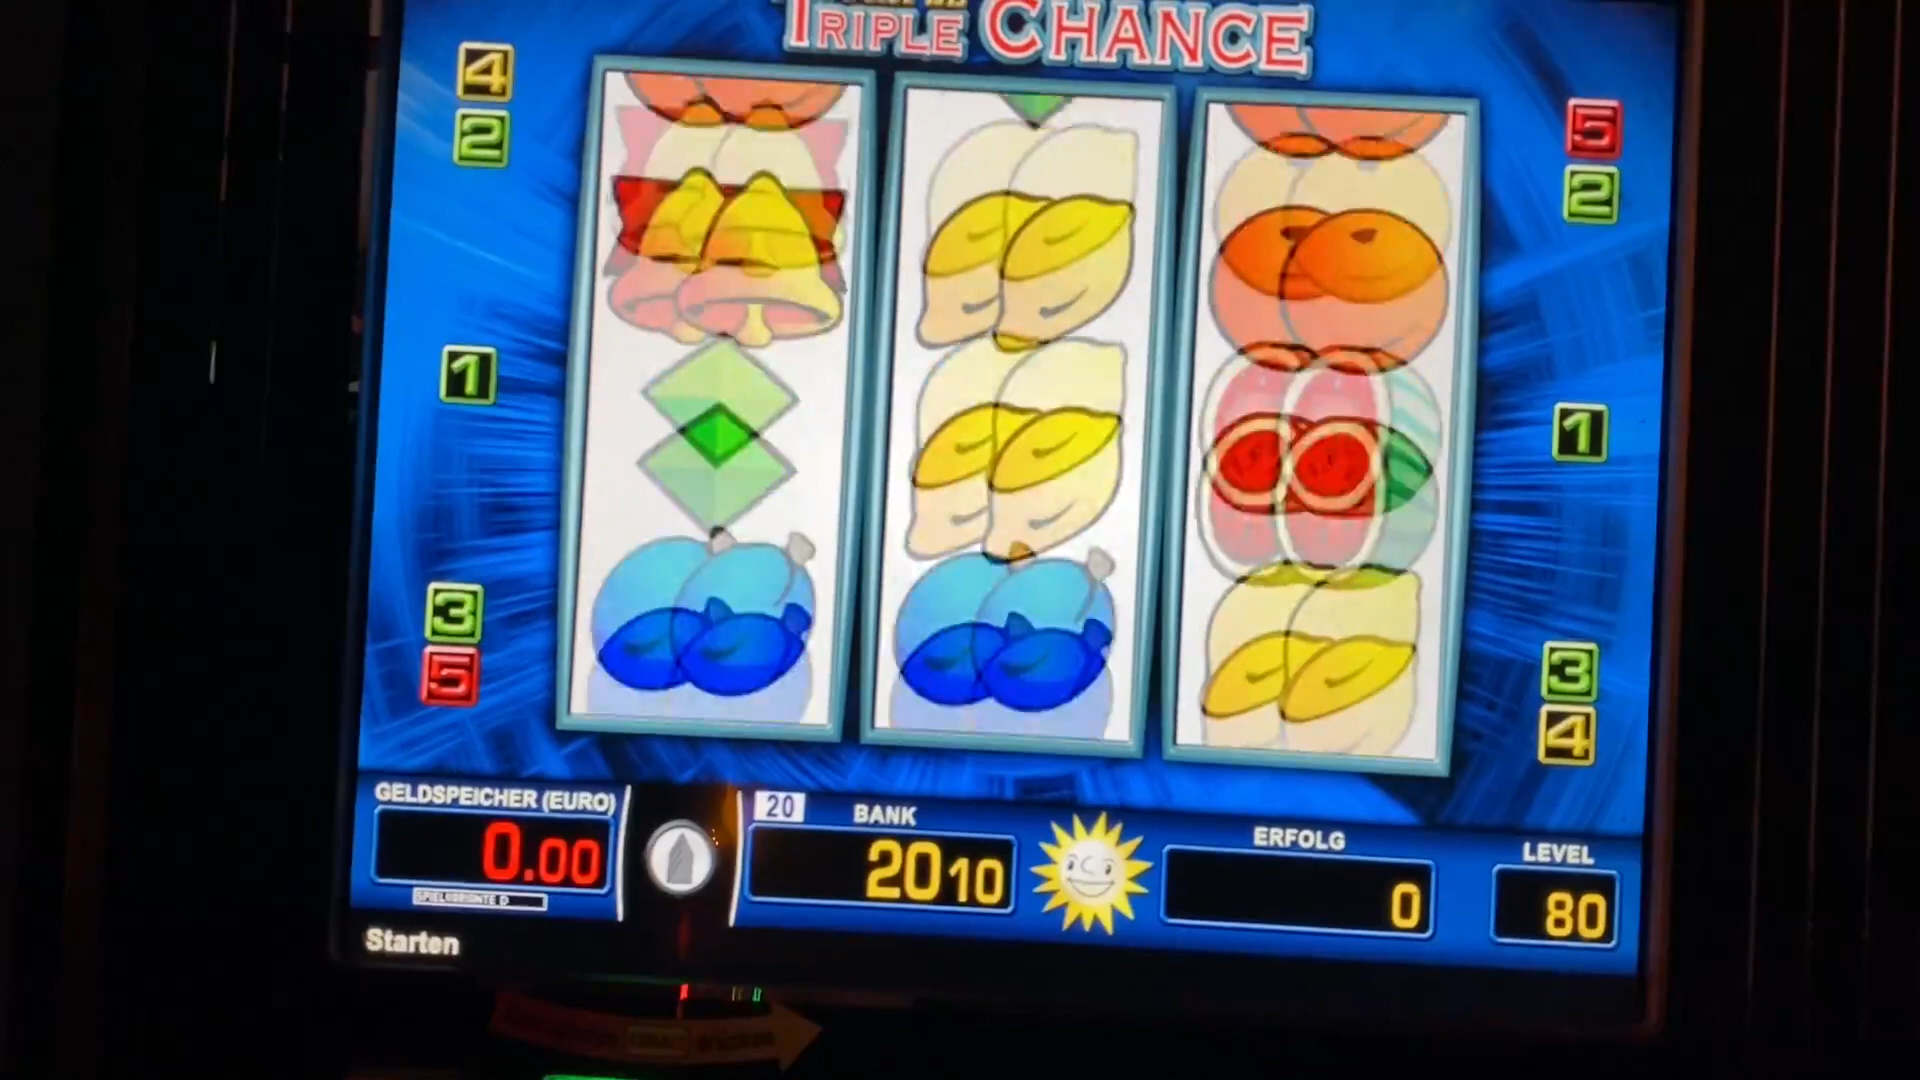 TRIPLE CHANCE
4
2
5
2
1
1
3
5
3
4
GELDSPEICHER (EURO)
0.00
SPIELVARIANTE D
20
BANK
2010
ERFOLG
0
LEVEL
80
Starten